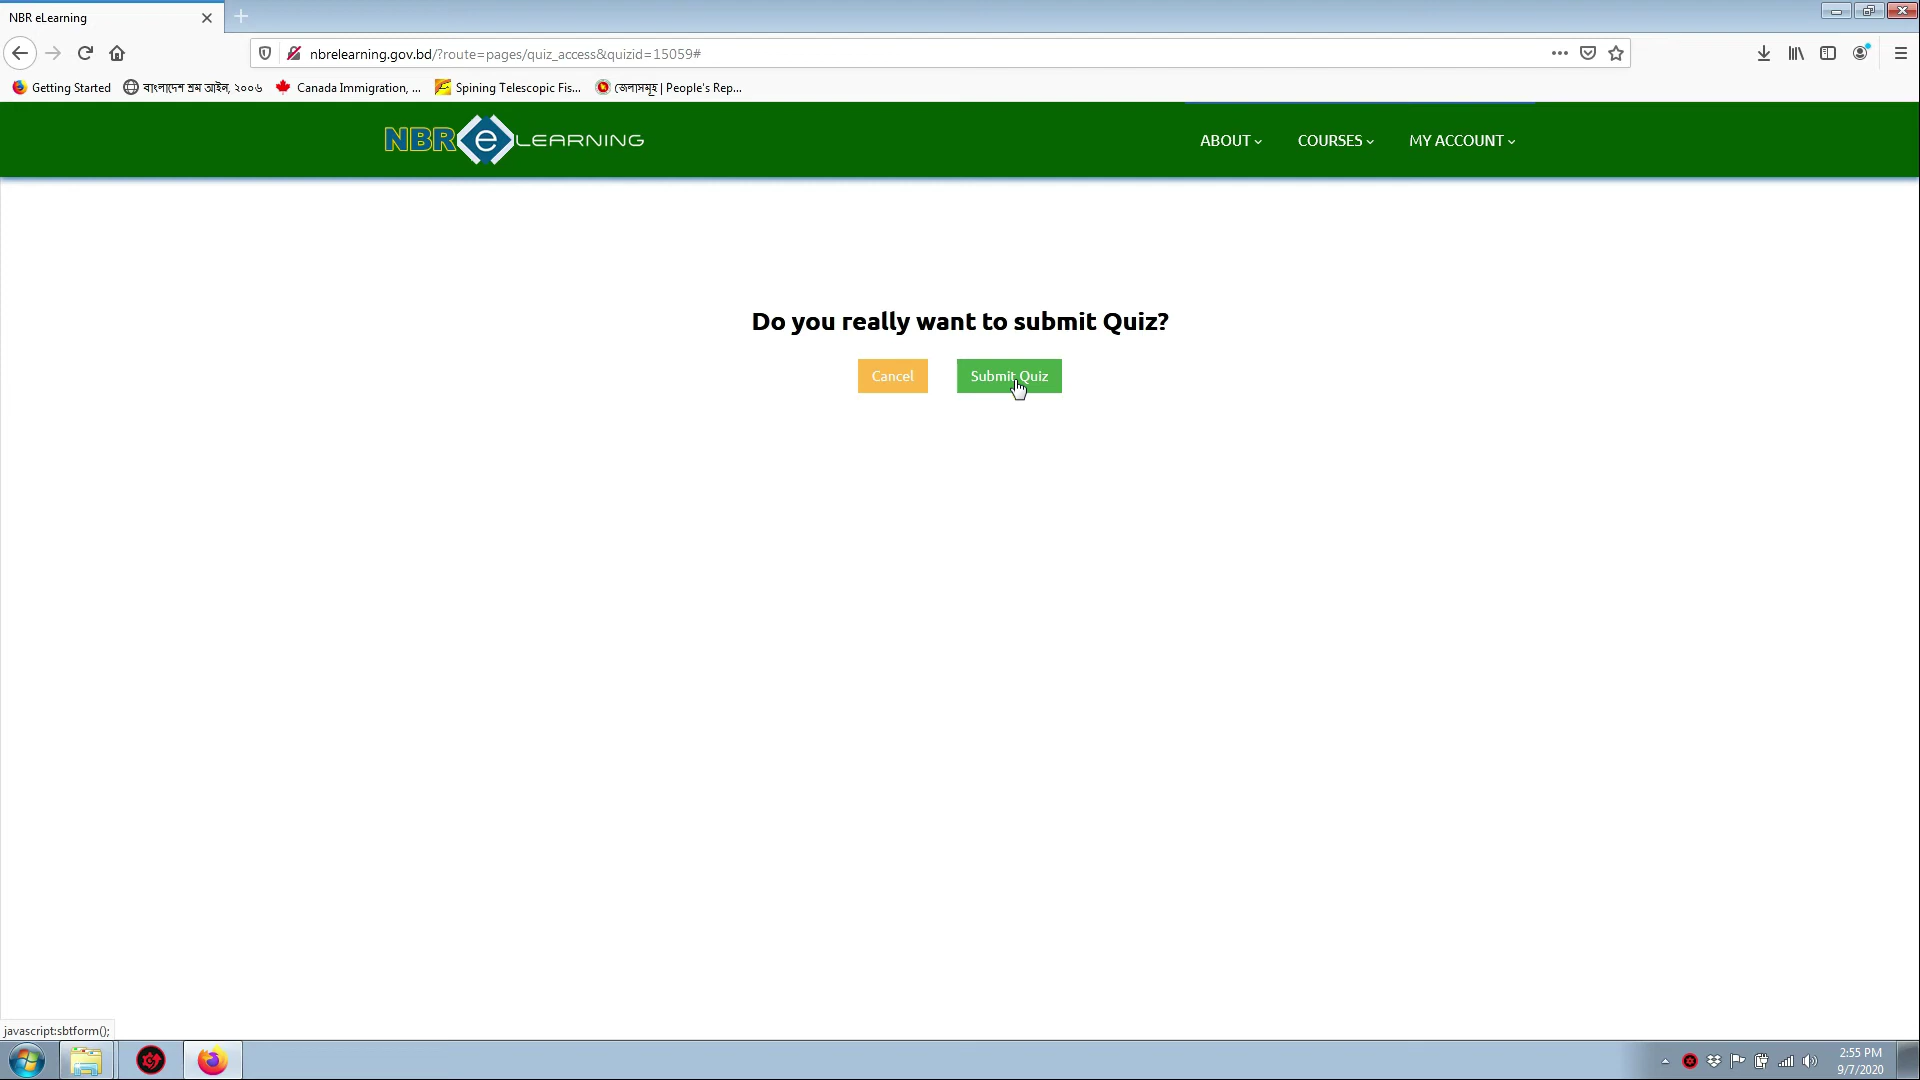 NBR eLearning
nbrelearning.gov.bd/?route=pages/quiz_access&quizid=15059#
Getting Started বাংলাদেশ শ্রম আইন, ২০০৬ Canada Immigration, ... Spining Telescopic Fis... জেলাসমূহ | People's Rep...
NBR e LEARNING ABOUT COURSES MY ACCOUNT
Do you really want to submit Quiz?
Cancel Submit Quiz
javascript:sbtform();
2:55 PM
9/7/2020